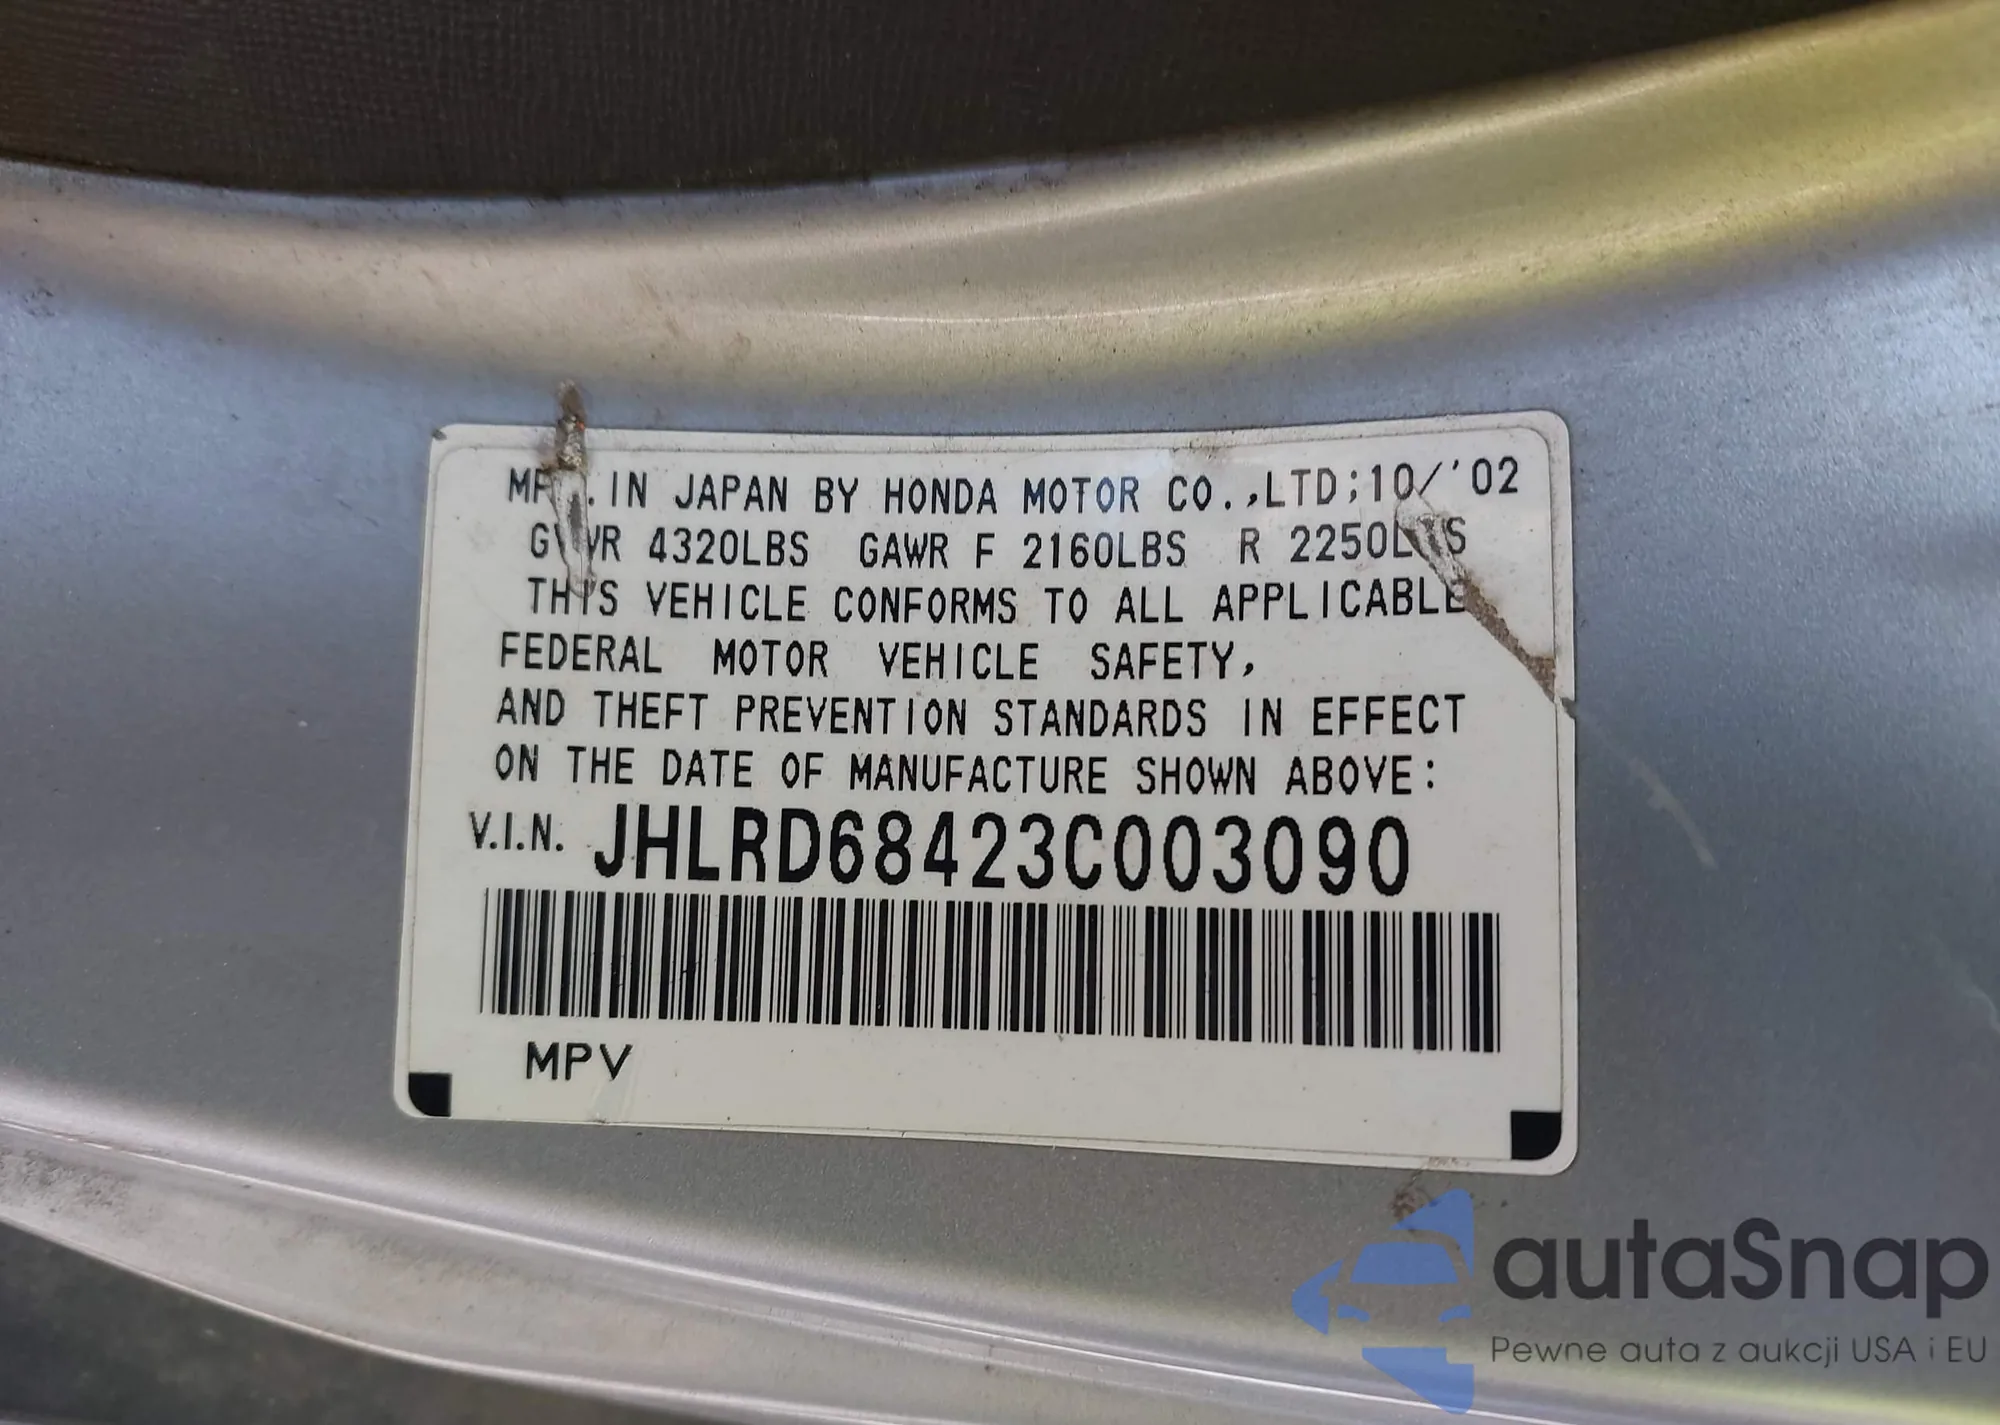 MFD.IN JAPAN BY HONDA MOTOR CO.,LTD;10/'02
GVWR 4320LBS GAWR F 2160LBS R 2250LBS
THIS VEHICLE CONFORMS TO ALL APPLICABLE
FEDERAL MOTOR VEHICLE SAFETY,
AND THEFT PREVENTION STANDARDS IN EFFECT
ON THE DATE OF MANUFACTURE SHOWN ABOVE:
V.I.N. JHLRD68423C003090
MPV
autaSnap
Pewne auta z aukcji USA i EU